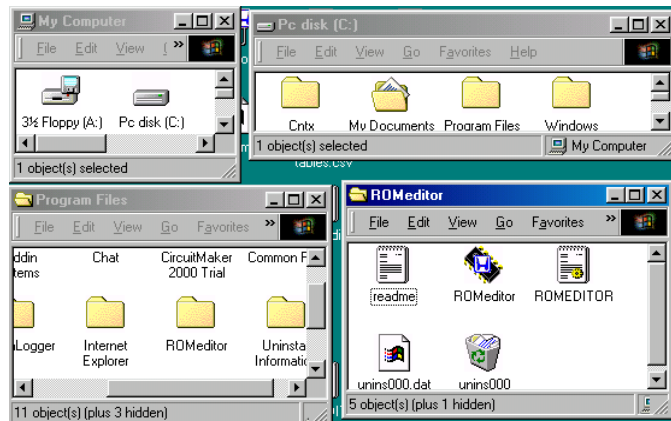 My Computer
File Edit View »
3½ Floppy (A:) Pc disk (C:)
1 object(s) selected
Pc disk (C:)
File Edit View Go Favorites Help
Cntx My Documents Program Files Windows
1 object(s) selected My Computer
tables.csv
Program Files
File Edit View Go Favorites »
Chat CircuitMaker Common
2000 Trial
Logger Internet ROMeditor
Explorer
11 object(s) (plus 3 hidden)
ROMeditor
File Edit View Go Favorites »
readme ROMeditor ROMEDITOR
unins000.dat unins000
5 object(s) (plus 1 hidden)